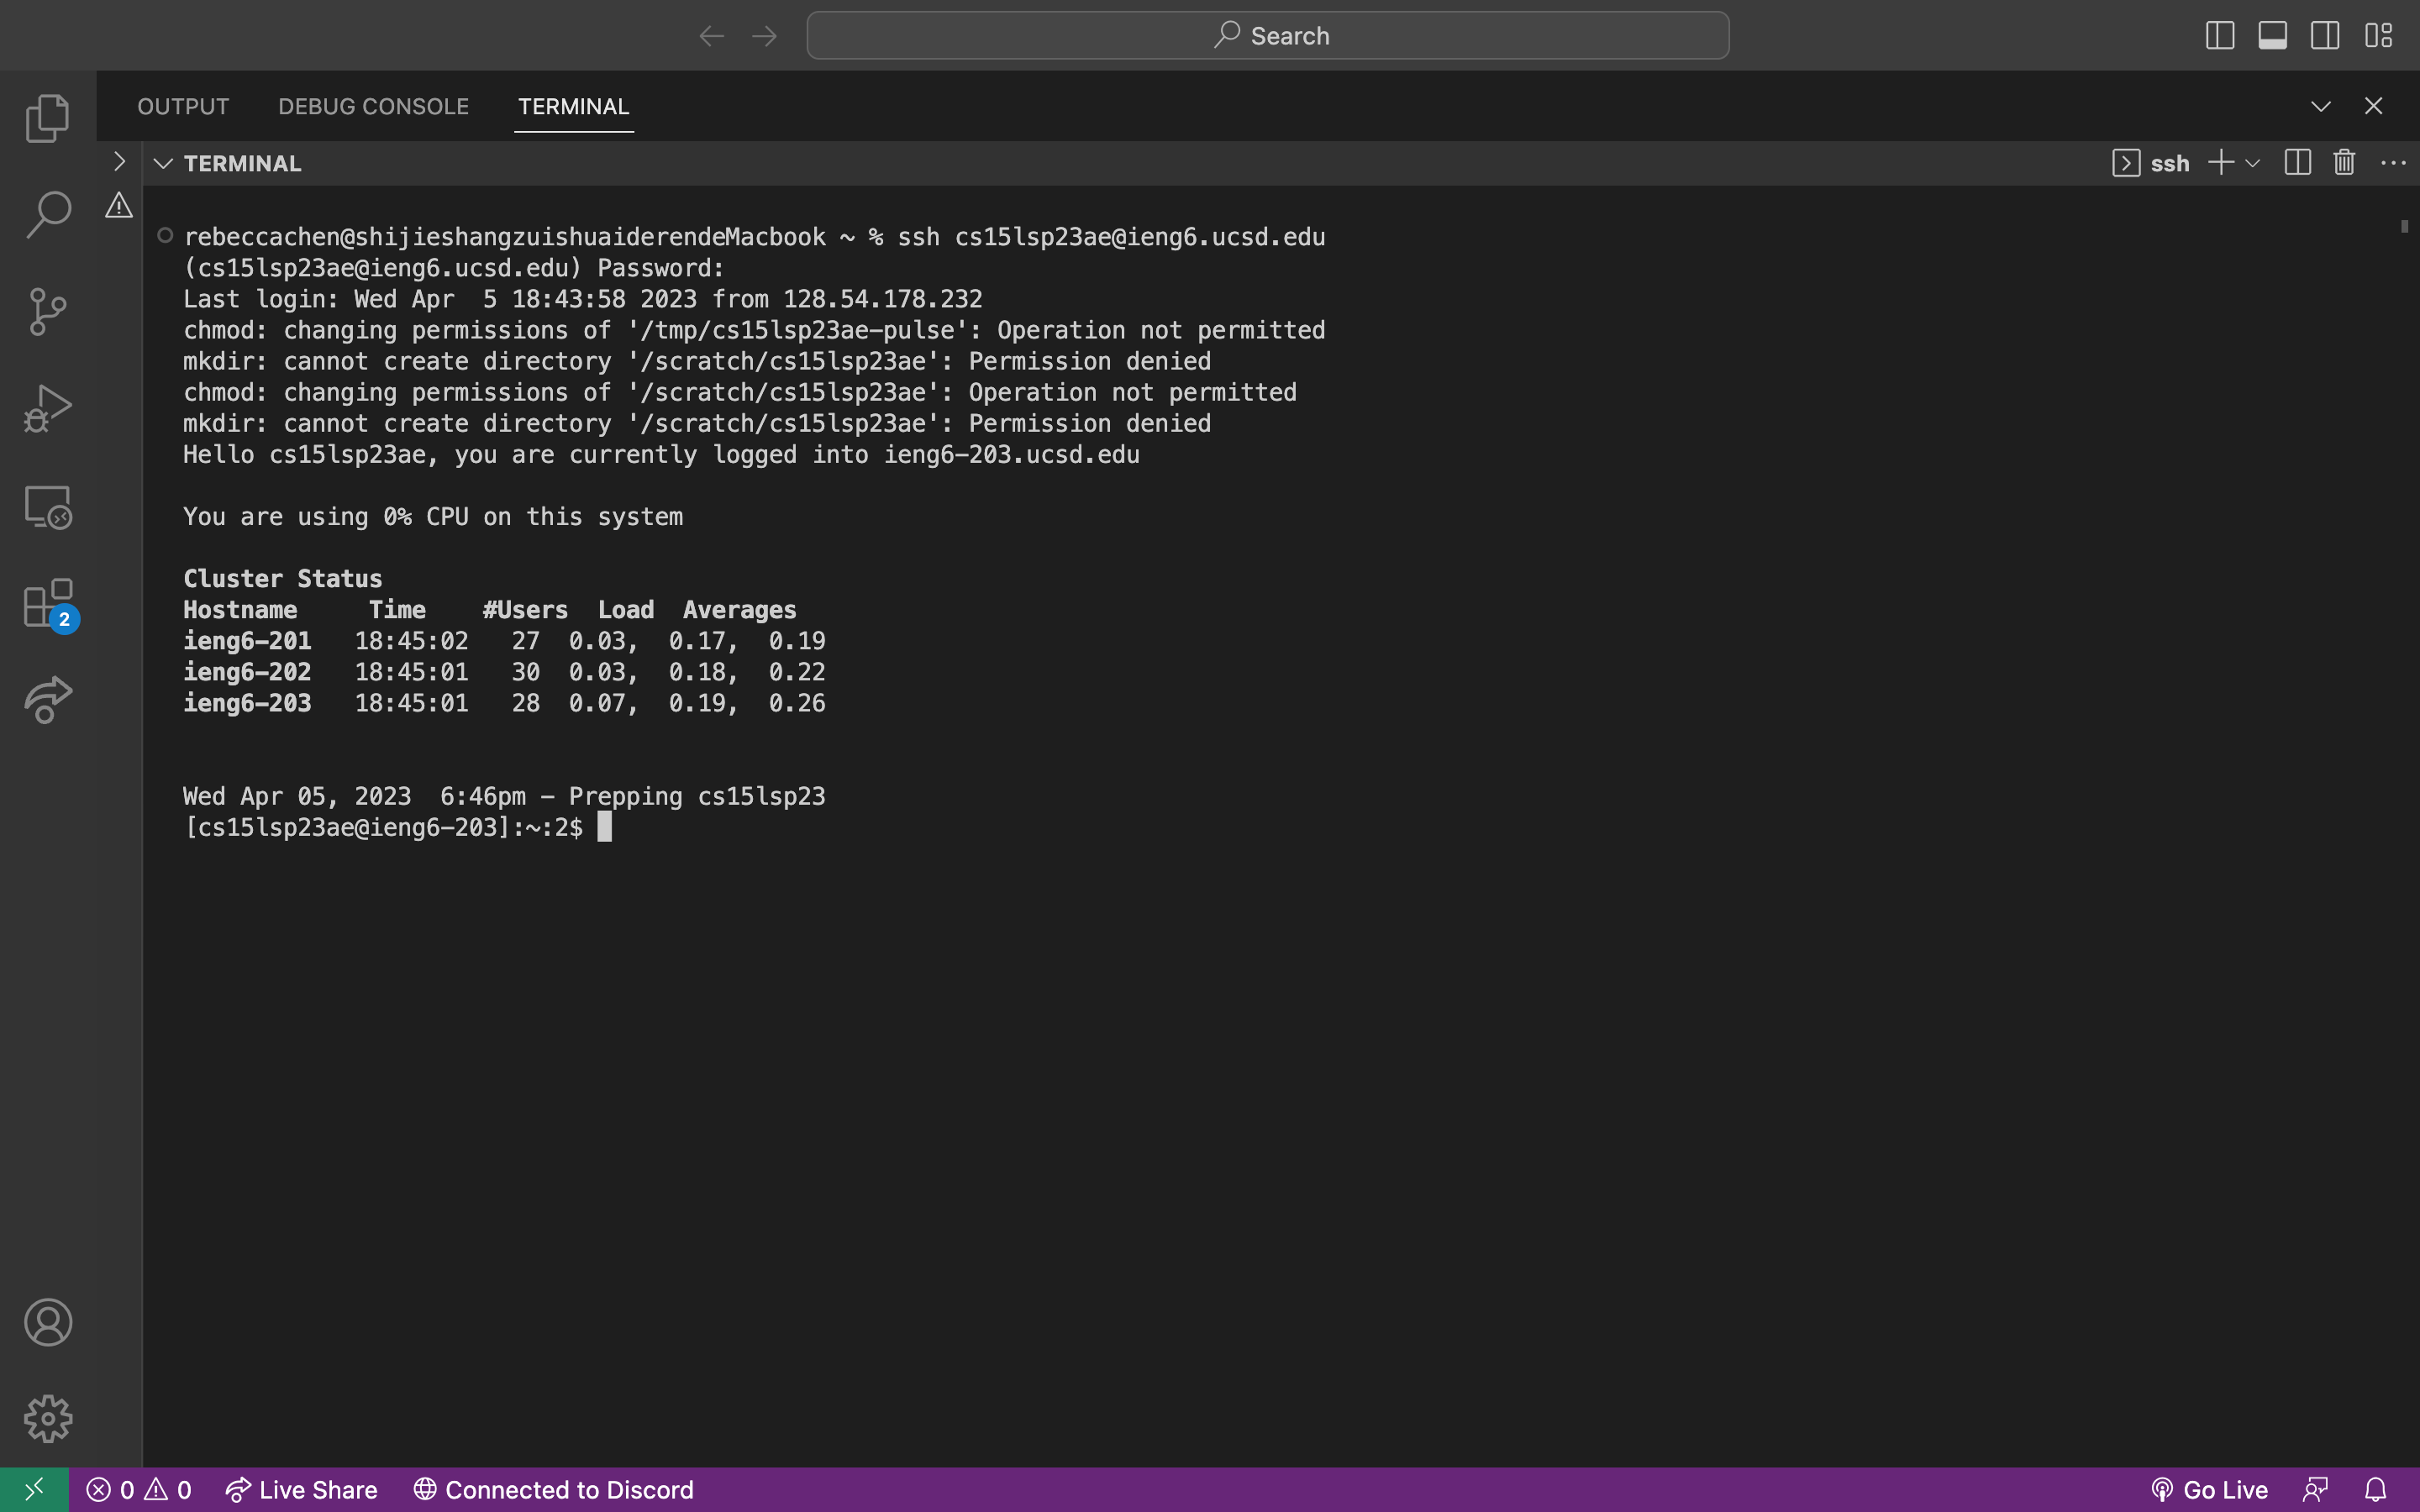 Search
OUTPUT DEBUG CONSOLE TERMINAL
TERMINAL ssh
rebeccachen@shijieshangzuishuaiderendeMacbook ~ % ssh cs15lsp23ae@ieng6.ucsd.edu
(cs15lsp23ae@ieng6.ucsd.edu) Password:
Last login: Wed Apr  5 18:43:58 2023 from 128.54.178.232
chmod: changing permissions of '/tmp/cs15lsp23ae-pulse': Operation not permitted
mkdir: cannot create directory '/scratch/cs15lsp23ae': Permission denied
chmod: changing permissions of '/scratch/cs15lsp23ae': Operation not permitted
mkdir: cannot create directory '/scratch/cs15lsp23ae': Permission denied
Hello cs15lsp23ae, you are currently logged into ieng6-203.ucsd.edu
You are using 0% CPU on this system
Cluster Status
Hostname     Time    #Users  Load  Averages
ieng6-201   18:45:02   27  0.03,  0.17,  0.19
ieng6-202   18:45:01   30  0.03,  0.18,  0.22
ieng6-203   18:45:01   28  0.07,  0.19,  0.26
2
Wed Apr 05, 2023  6:46pm - Prepping cs15lsp23
[cs15lsp23ae@ieng6-203]:~:2$
0 0 Live Share Connected to Discord Go Live